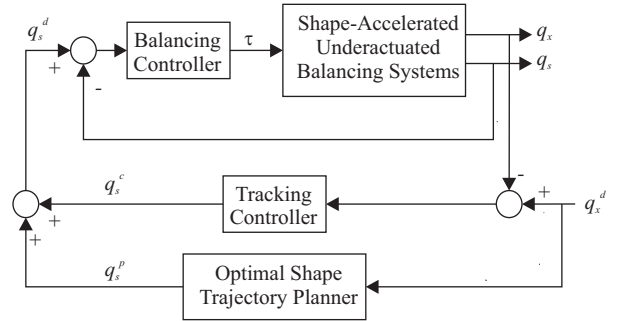 q_s^d
+
-
Balancing
Controller
τ
Shape-Accelerated
Underactuated
Balancing Systems
q_x
q_s
q_s^c
+
+
Tracking
Controller
-
+
q_x^d
q_s^p
Optimal Shape
Trajectory Planner